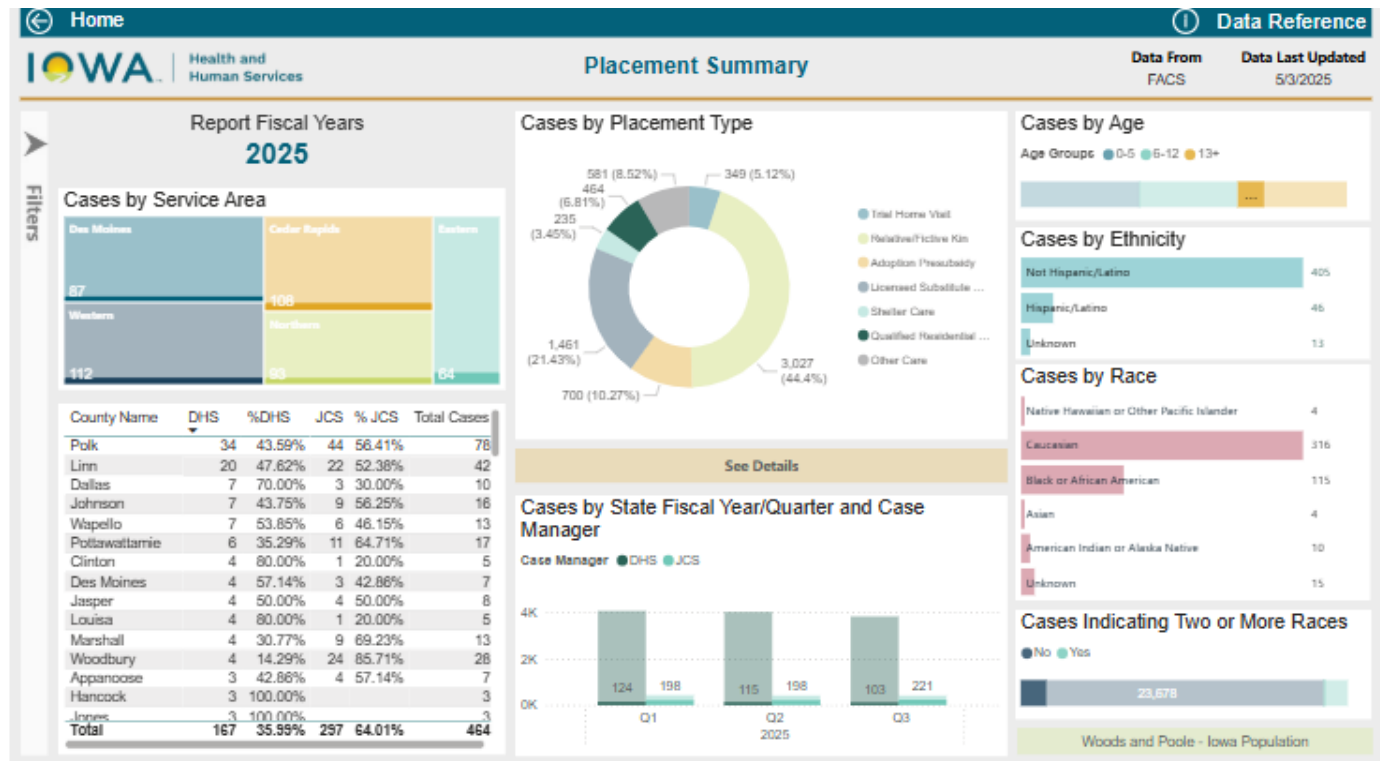 Home
Data Reference
IOWA
Health and
Human Services
Placement Summary
Data From
FACS
Data Last Updated
5/3/2025
Filters
Report Fiscal Years
2025
Cases by Service Area
Des Moines
87
Cedar Rapids
108
Eastern
64
Western
112
Northern
93
County Name DHS %DHS JCS % JCS Total Cases
Polk 34 43.59% 44 56.41% 78
Linn 20 47.62% 22 52.38% 42
Dallas 7 70.00% 3 30.00% 10
Johnson 7 43.75% 9 56.25% 16
Wapello 7 53.85% 6 46.15% 13
Pottawattamie 6 35.29% 11 64.71% 17
Clinton 4 80.00% 1 20.00% 5
Des Moines 4 57.14% 3 42.86% 7
Jasper 4 50.00% 4 50.00% 8
Louisa 4 80.00% 1 20.00% 5
Marshall 4 30.77% 9 69.23% 13
Woodbury 4 14.29% 24 85.71% 28
Appanoose 3 42.86% 4 57.14% 7
Hancock 3 100.00% 3
Jones 3 100.00% 3
Total 167 35.99% 297 64.01% 464
Cases by Placement Type
581 (8.52%)
349 (5.12%)
464
(6.81%)
235
(3.45%)
1,461
(21.43%)
700 (10.27%)
3,027
(44.4%)
Trial Home Visit
Relative/Fictive Kin
Adoption Presubsidy
Licensed Substitute ...
Shelter Care
Qualified Residential ...
Other Care
See Details
Cases by State Fiscal Year/Quarter and Case
Manager
Case Manager DHS JCS
4K
2K
0K
124 198 115 198 103 221
Q1 Q2 Q3
2025
Cases by Age
Age Groups 0-5 6-12 13+
...
Cases by Ethnicity
Not Hispanic/Latino 405
Hispanic/Latino 46
Unknown 13
Cases by Race
Native Hawaiian or Other Pacific Islander 4
Caucasian 316
Black or African American 115
Asian 4
American Indian or Alaska Native 10
Unknown 15
Cases Indicating Two or More Races
No Yes
23,678
Woods and Poole - Iowa Population